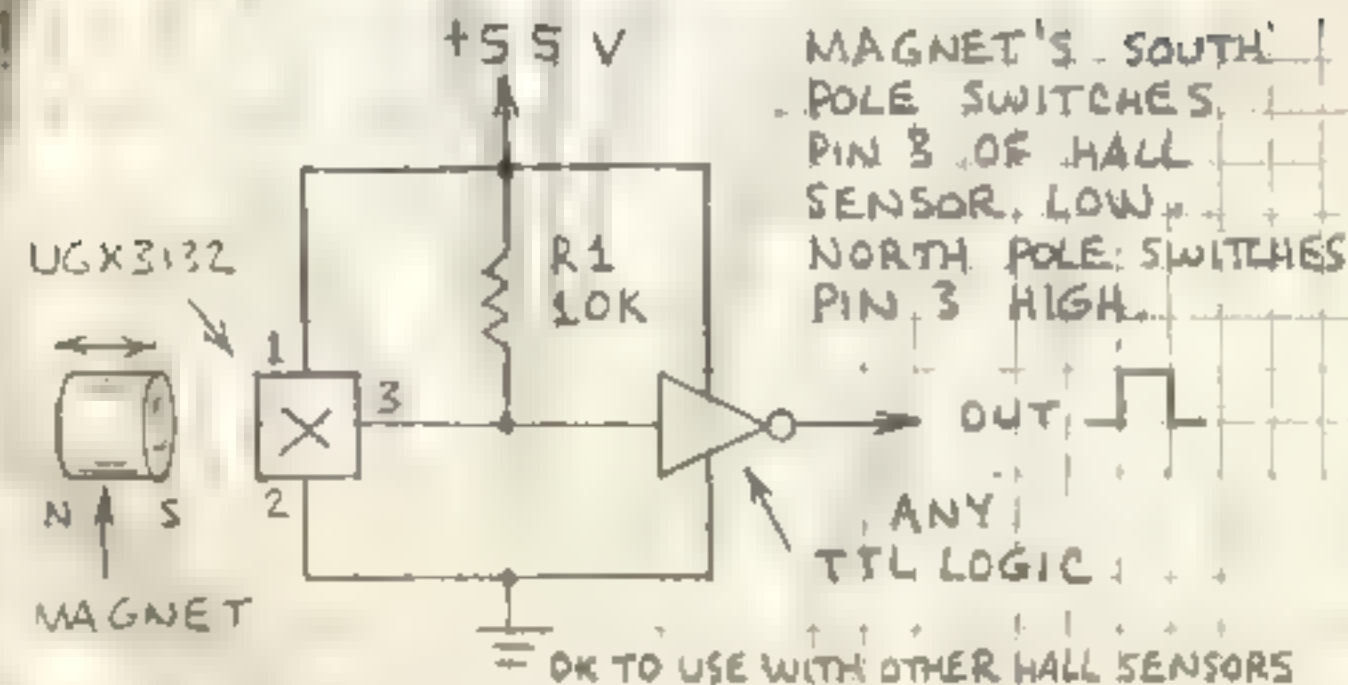 +5 5 V
MAGNET'S SOUTH
POLE SWITCHES
PIN 3 OF HALL
SENSOR LOW.
NORTH POLE SWITCHES
PIN 3 HIGH.
UGX3132
R1
10K
1
3
2
N S
MAGNET
OUT
ANY
TTL LOGIC
OK TO USE WITH OTHER HALL SENSORS